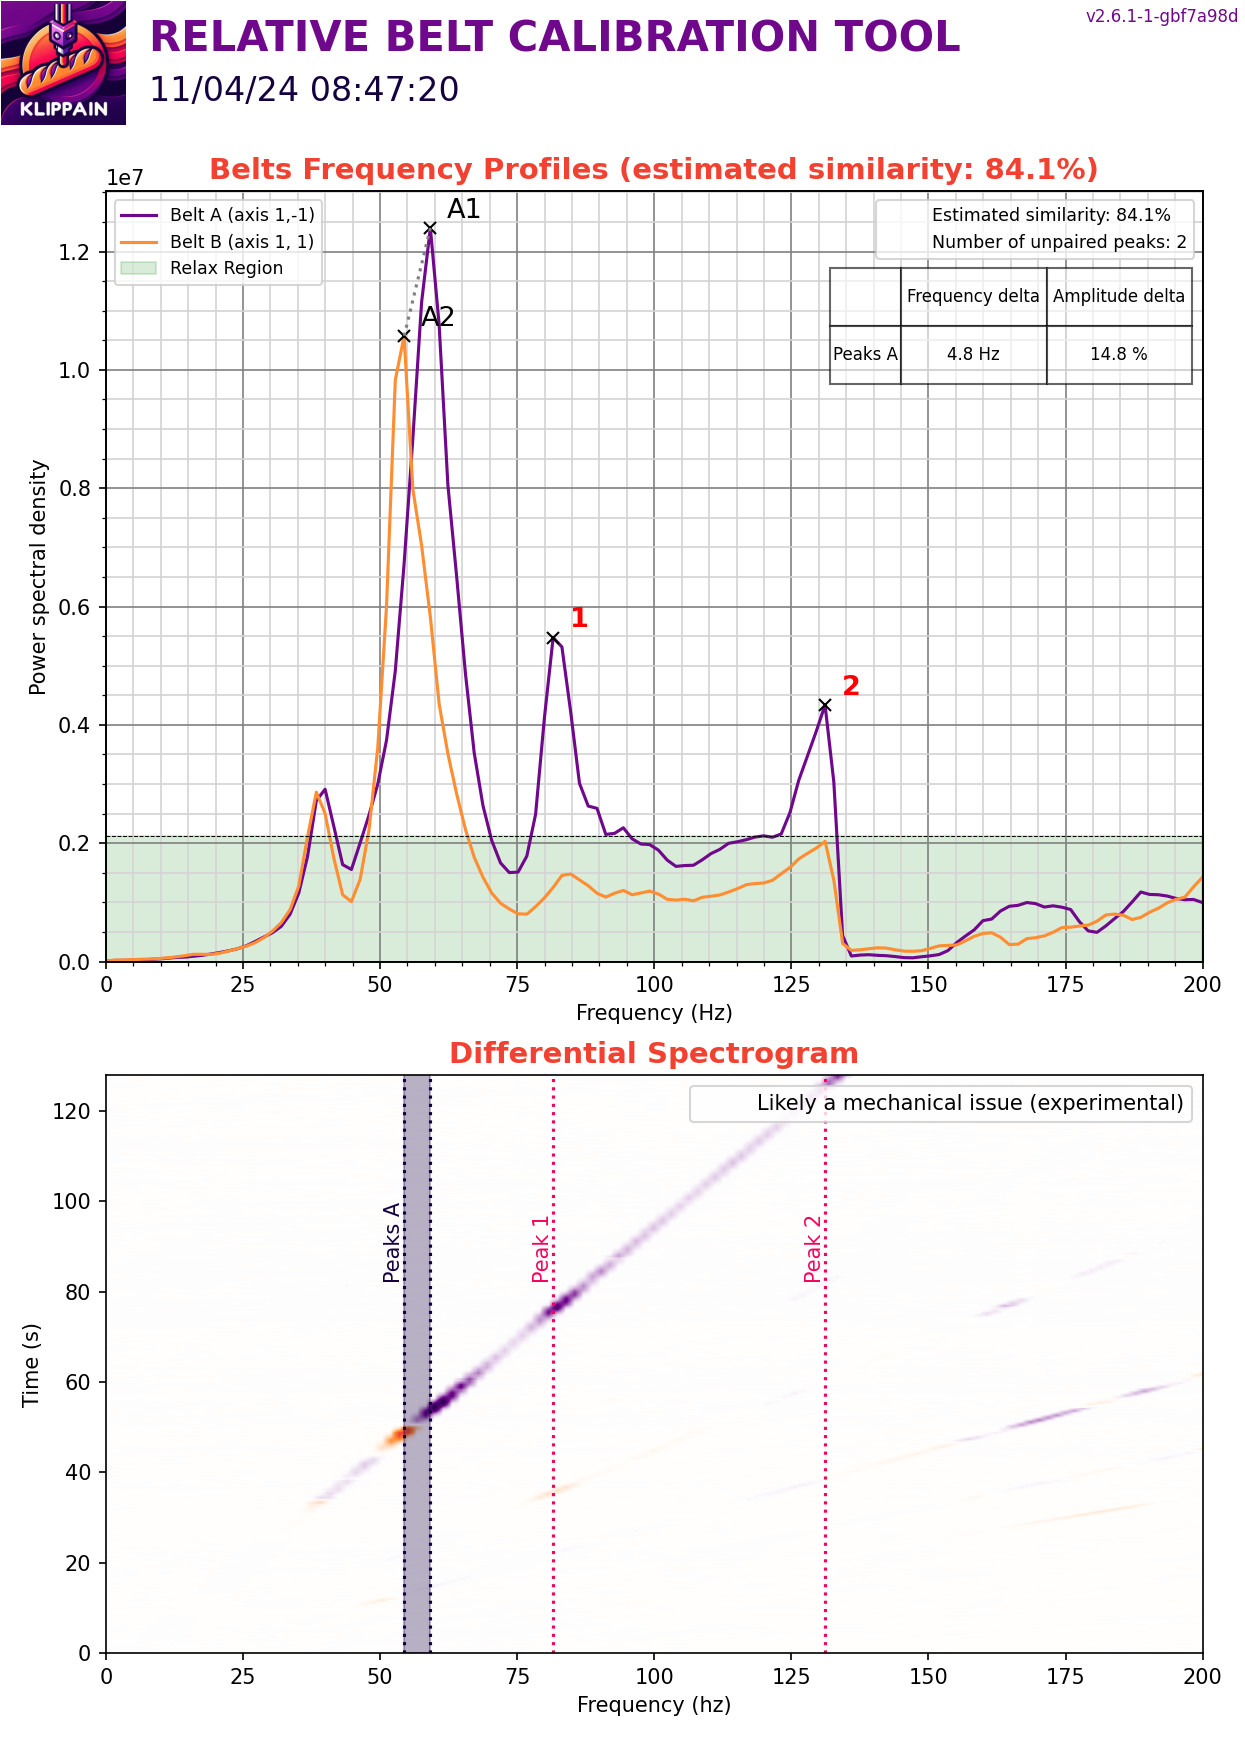 v2.6.1-1-gbf7a98d
RELATIVE BELT CALIBRATION TOOL
11/04/24 08:47:20
KLIPPAIN
Belts Frequency Profiles (estimated similarity: 84.1%)
1e7
Belt A (axis 1,-1)
Belt B (axis 1, 1)
Relax Region
Estimated similarity: 84.1%
Number of unpaired peaks: 2
Frequency delta Amplitude delta
Peaks A 4.8 Hz 14.8 %
A1
A2
1
2
Power spectral density
1.2
1.0
0.8
0.6
0.4
0.2
0.0
0 25 50 75 100 125 150 175 200
Frequency (Hz)
Differential Spectrogram
Likely a mechanical issue (experimental)
Peaks A
Peak 1
Peak 2
Time (s)
120
100
80
60
40
20
0
0 25 50 75 100 125 150 175 200
Frequency (hz)